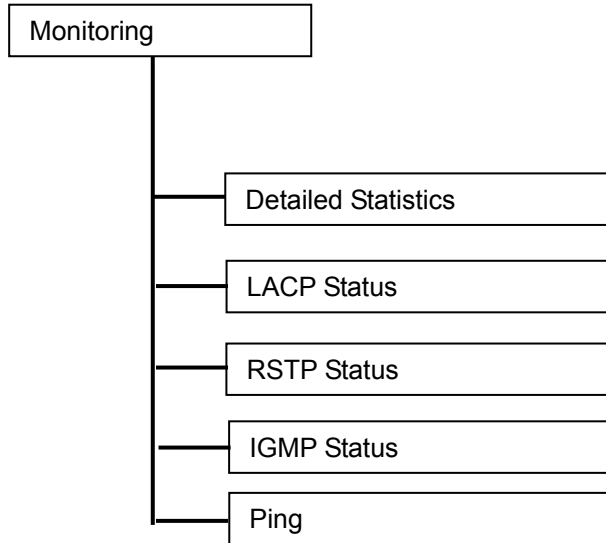 Monitoring
Detailed Statistics
LACP Status
RSTP Status
IGMP Status
Ping